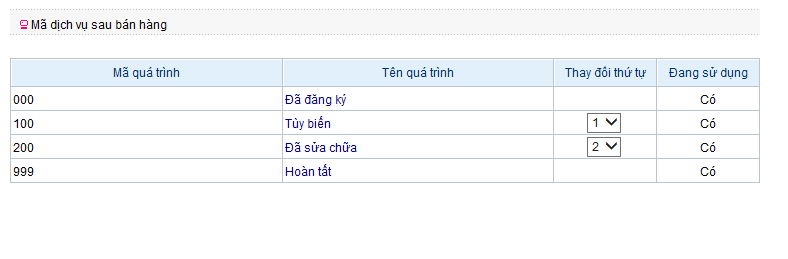 Mã dịch vụ sau bán hàng
Mã quá trình Tên quá trình Thay đổi thứ tự Đang sử dụng
000 Đã đăng ký Có
100 Tùy biến 1 Có
200 Đã sửa chữa 2 Có
999 Hoàn tất Có